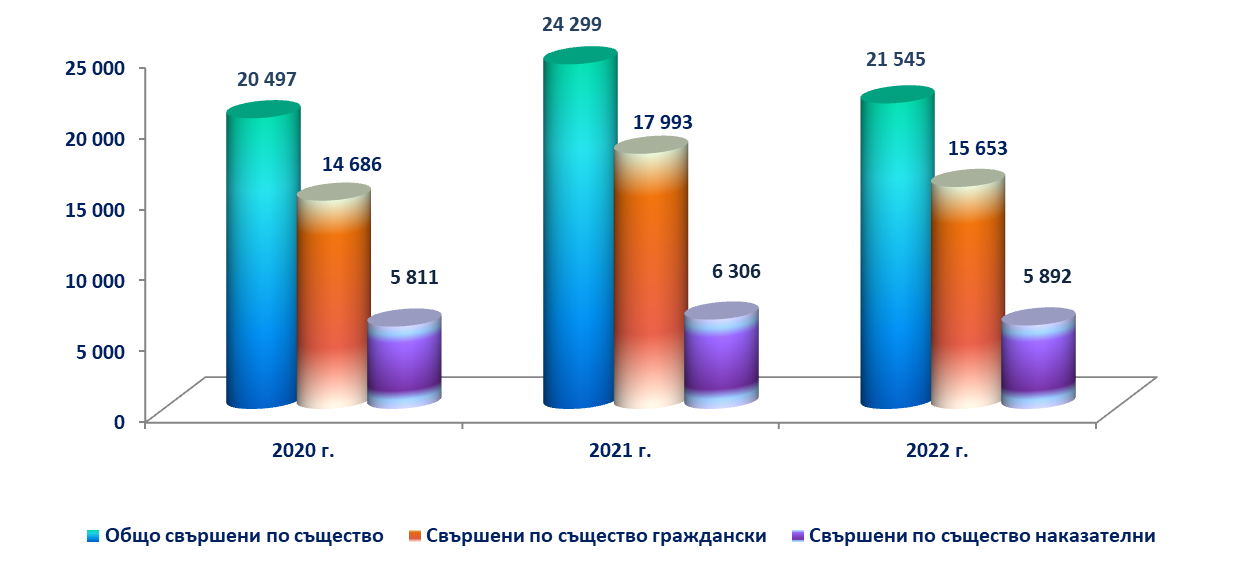 24 299
25 000
20 497
21 545
20 000
14 686
17 993
15 653
15 000
10 000
5 811
6 306
5 892
5 000
0
2020 г.
2021 г.
2022 г.
Общо свършени по същество
Свършени по същество граждански
Свършени по същество наказателни